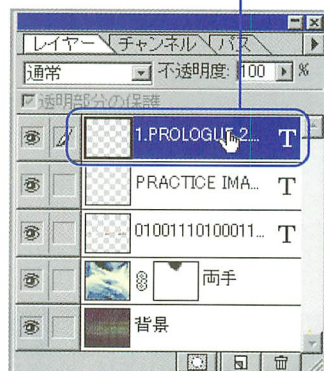 レイヤー チャンネル パス
通常 不透明度: 100 %
透明部分の保護
1.PROLOGUE 2... T
PRACTICE IMA... T
01001110100011... T
両手
背景